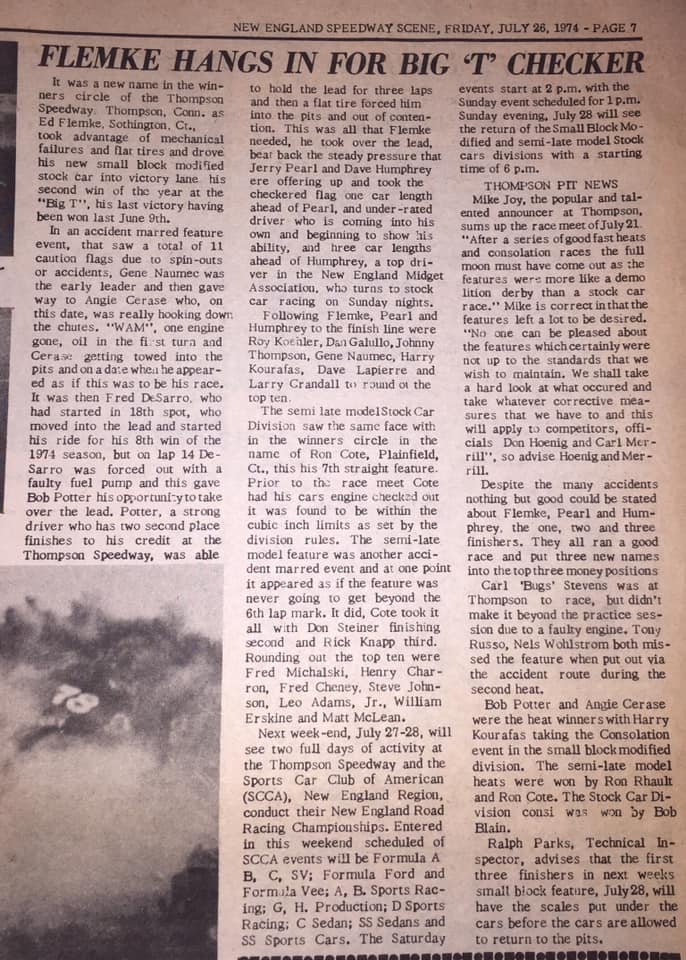 NEW ENGLAND SPEEDWAY SCENE, FRIDAY, JULY 26, 1974 - PAGE 7
FLEMKE HANGS IN FOR BIG 'T' CHECKER
It was a new name in the win-
ners circle of the Thompson
Speedway, Thompson, Conn. as
Ed Flemke, Sothington, Ct.,
took advantage of mechanical
failures and flat tires and drove
his new small block modified
stock car into victory lane his
second win of the year at the
"Big T", his last victory having
been won last June 9th.
In an accident marred feature
event, that saw a total of 11
caution flags due to spin-outs
or accidents, Gene Naumec was
the early leader and then gave
way to Angie Cerase who, on
this date, was really hooking down
the chutes. "WAM", one engine
gone, oil in the first turn and
Cerase getting towed into the
pits and on a date when he appear-
ed as if this was to be his race.
It was then Fred DeSarro, who
had started in 18th spot, who
moved into the lead and started
his ride for his 8th win of the
1974 season, but on lap 14 De-
Sarro was forced out with a
faulty fuel pump and this gave
Bob Potter his opportunity to take
over the lead. Potter, a strong
driver who has two second place
finishes to his credit at the
Thompson Speedway, was able
to hold the lead for three laps
and then a flat tire forced him
into the pits and out of conten-
tion. This was all that Flemke
needed, he took over the lead,
beat back the steady pressure that
Jerry Pearl and Dave Humphrey
ere offering up and took the
checkered flag one car length
ahead of Pearl, and under-rated
driver who is coming into his
own and beginning to show his
ability, and hree car lengths
ahead of Humphrey, a top dri-
ver in the New England Midget
Association, who turns to stock
car racing on Sunday nights.
Following Flemke, Pearl and
Humphrey to the finish line were
Roy Koehler, Dan Galullo, Johnny
Thompson, Gene Naumec, Harry
Kourafas, Dave Lapierre and
Larry Crandall to round ot the
top ten.
The semi late model Stock Car
Division saw the same face with
in the winners circle in the
name of Ron Cote, Plainfield,
Ct., this his 7th straight feature.
Prior to the race meet Cote
had his cars engine checked out
it was found to be within the
cubic inch limits as set by the
division rules. The semi-late
model feature was another acci-
dent marred event and at one point
it appeared as if the feature was
never going to get beyond the
6th lap mark. It did, Cote took it
all with Don Steiner finishing
second and Rick Knapp third.
Rounding out the top ten were
Fred Michalski, Henry Char-
ron, Fred Cheney, Steve John-
son, Leo Adams, Jr., William
Erskine and Matt McLean.
Next week-end, July 27-28, will
see two full days of activity at
the Thompson Speedway and the
Sports Car Club of American
(SCCA), New England Region,
conduct their New England Road
Racing Championships. Entered
in this weekend scheduled of
SCCA events will be Formula A
B, C, SV; Formula Ford and
Formula Vee; A, B. Sports Rac-
ing; G, H. Production; D Sports
Racing; C Sedan; SS Sedans and
SS Sports Cars. The Saturday
events start at 2 p.m. with the
Sunday event scheduled for 1 p.m.
Sunday evening, July 28 will see
the return of the Small Block Mo-
dified and semi-late model Stock
cars divisions with a starting
time of 6 p.m.
THOMPSON PIT NEWS
Mike Joy, the popular and tal-
ented announcer at Thompson,
sums up the race meet of July 21.
"After a series of good fast heats
and consolation races the full
moon must have come out as the
features were more like a demo
lition derby than a stock car
race." Mike is correct in that the
features left a lot to be desired.
"No one can be pleased about
the features which certainly were
not up to the standards that we
wish to maintain. We shall take
a hard look at what occured and
take whatever corrective mea-
sures that we have to and this
will apply to competitors, offi-
cials Don Hoenig and Carl Mer-
rill", so advise Hoenig and Mer-
rill.
Despite the many accidents
nothing but good could be stated
about Flemke, Pearl and Hum-
phrey, the one, two and three
finishers. They all ran a good
race and put three new names
into the top three money positions
Carl 'Bugs' Stevens was at
Thompson to race, but didn't
make it beyond the practice ses-
sion due to a faulty engine. Tony
Russo, Nels Wohlstrom both mis-
sed the feature when put out via
the accident route during the
second heat.
Bob Potter and Angie Cerase
were the heat winners with Harry
Kourafas taking the Consolation
event in the small block modified
division. The semi-late model
heats were won by Ron Rhault
and Ron Cote. The Stock Car Di-
vision consi was won by Bob
Blain.
Ralph Parks, Technical In-
spector, advises that the first
three finishers in next weeks
small block feature, July 28, will
have the scales put under the
cars before the cars are allowed
to return to the pits.